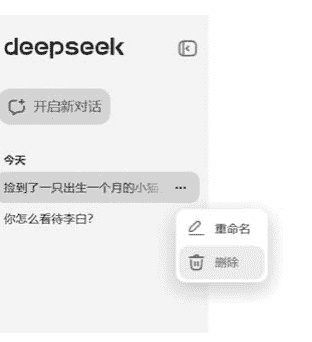 deepseek
开启新对话
今天
捡到了一只出生一个月的小猫
你怎么看待李白?
重命名
删除